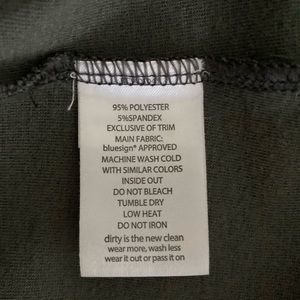 95% POLYESTER
5%SPANDEX
EXCLUSIVE OF TRIM
MAIN FABRIC:
bluesign® APPROVED
MACHINE WASH COLD
WITH SIMILAR COLORS
INSIDE OUT
DO NOT BLEACH
TUMBLE DRY
LOW HEAT
DO NOT IRON
dirty is the new clean
wear more, wash less
wear it out or pass it on